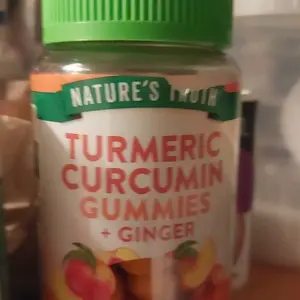 NATURE'S TRUTH
TURMERIC
CURCUMIN
GUMMIES
+ GINGER